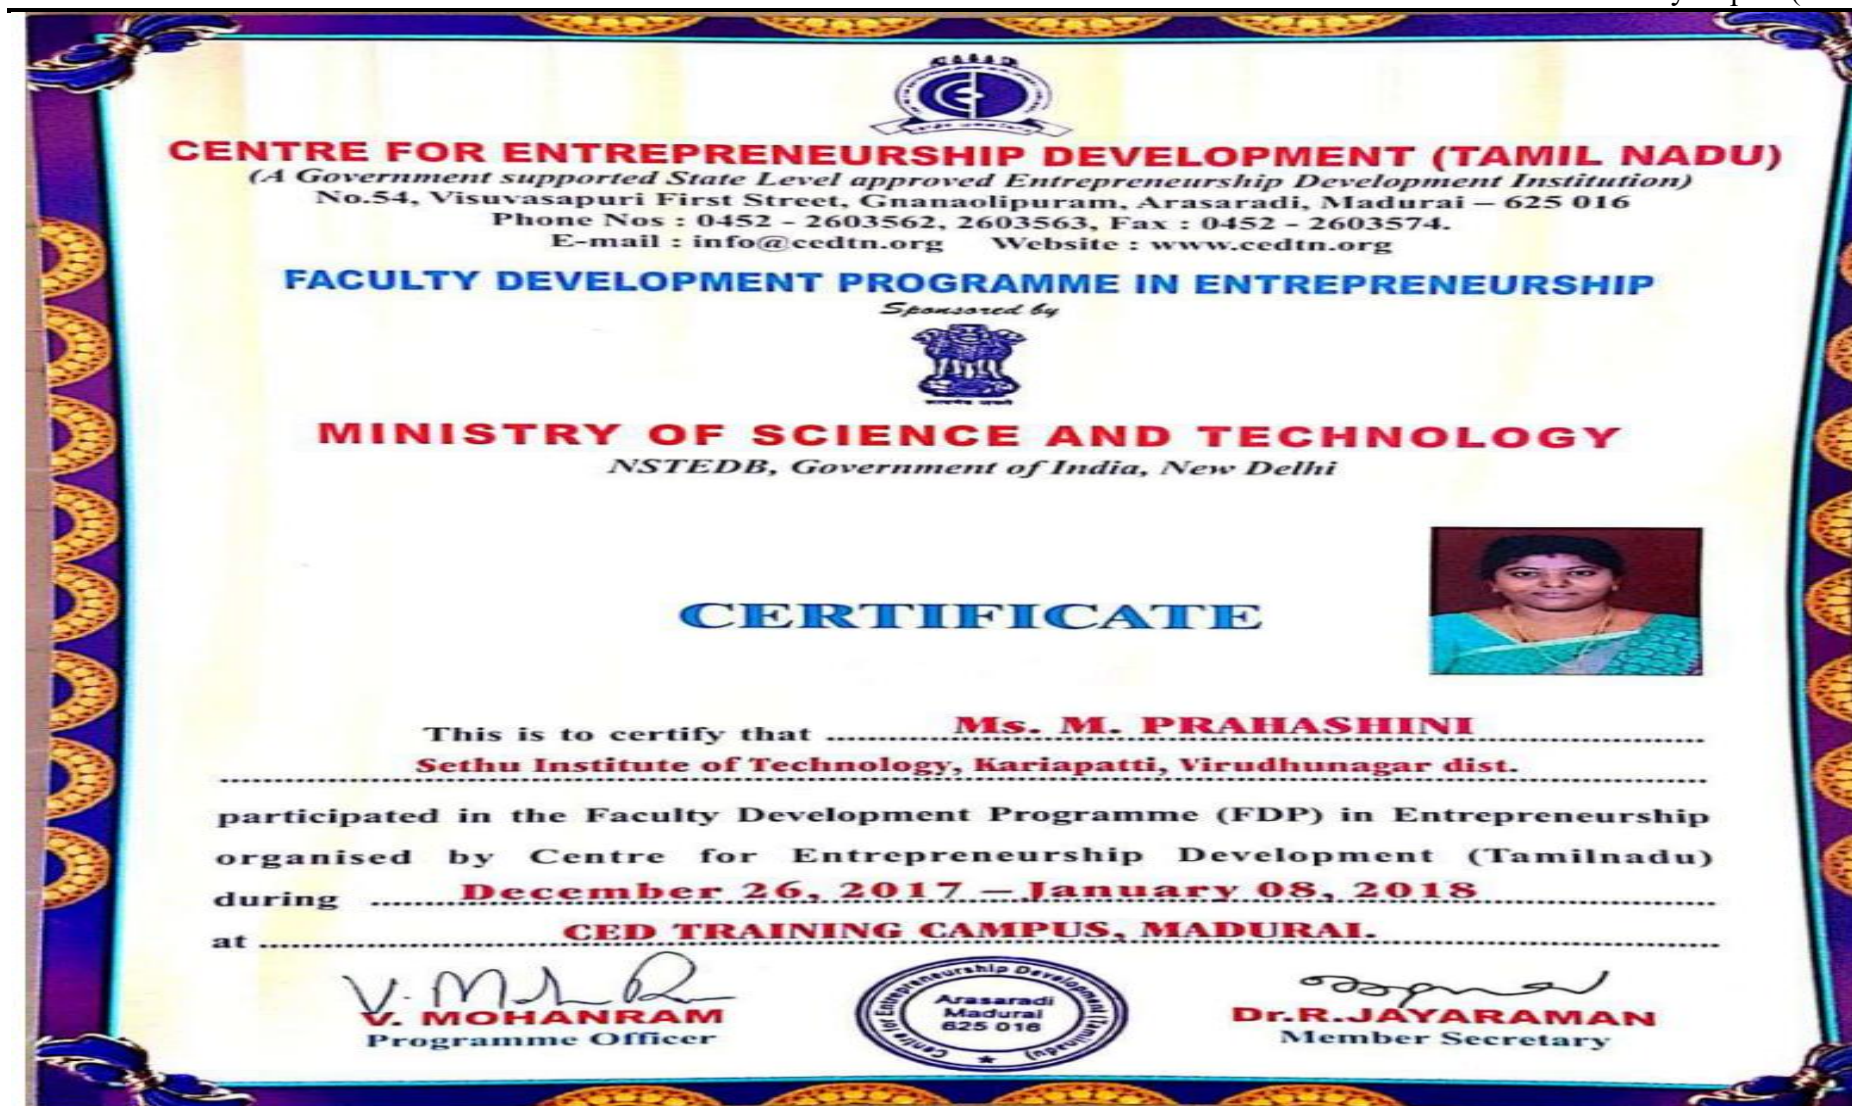 CENTRE FOR ENTREPRENEURSHIP DEVELOPMENT (TAMIL NADU)
(A Government supported State Level approved Entrepreneurship Development Institution)
No.54, Visuvasapuri First Street, Gnanaolipuram, Arasaradi, Madurai – 625 016
Phone Nos : 0452 - 2603562, 2603563, Fax : 0452 - 2603574.
E-mail : info@cedtn.org Website : www.cedtn.org
FACULTY DEVELOPMENT PROGRAMME IN ENTREPRENEURSHIP
Sponsored by
MINISTRY OF SCIENCE AND TECHNOLOGY
NSTEDB, Government of India, New Delhi
CERTIFICATE
This is to certify that Ms. M. PRAHASHINI
Sethu Institute of Technology, Kariapatti, Virudhunagar dist.
participated in the Faculty Development Programme (FDP) in Entrepreneurship
organised by Centre for Entrepreneurship Development (Tamilnadu)
during December 26, 2017 – January 08, 2018
at CED TRAINING CAMPUS, MADURAI.
V. MOHANRAM
Programme Officer
Centre for Entrepreneurship Development (Tamilnadu)
Arasaradi
Madurai
625 016
Dr.R.JAYARAMAN
Member Secretary